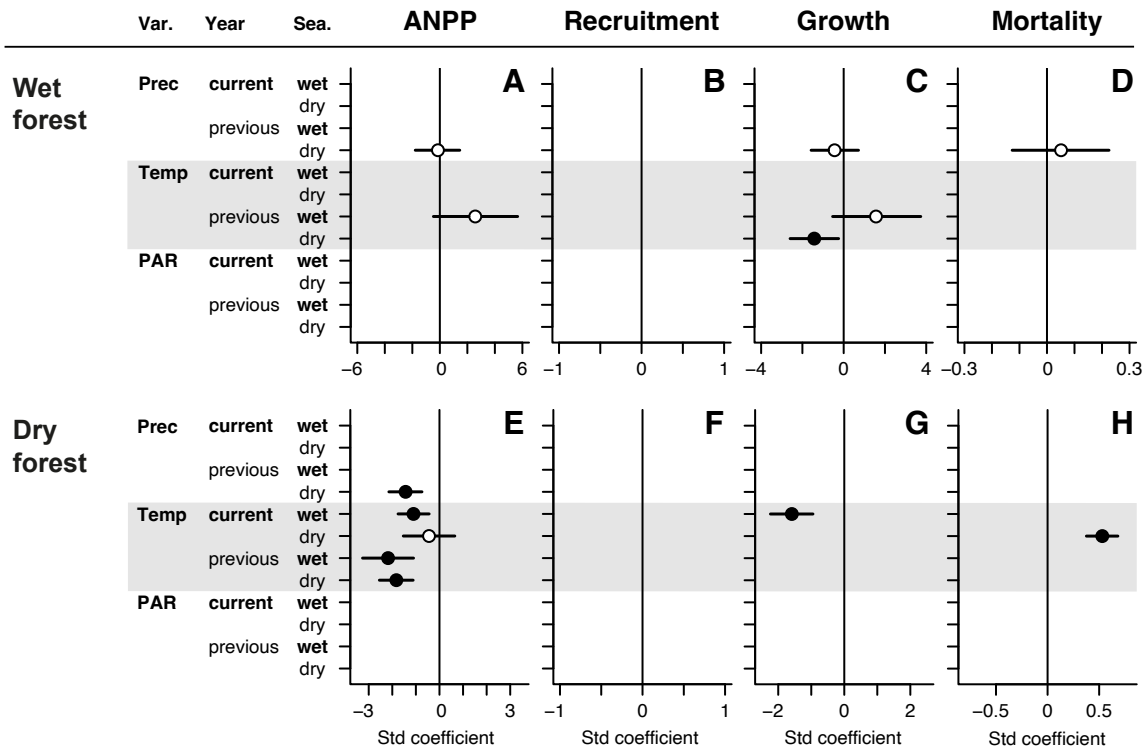 Var. Year Sea. ANPP Recruitment Growth Mortality
Wet forest
A B C D
Prec current wet
dry
previous wet
dry
Temp current wet
dry
previous wet
dry
PAR current wet
dry
previous wet
dry
−6 0 6 −1 0 1 −4 0 4 −0.3 0 0.3
Dry forest
E F G H
Prec current wet
dry
previous wet
dry
Temp current wet
dry
previous wet
dry
PAR current wet
dry
previous wet
dry
−3 0 3 −1 0 1 −2 0 2 −0.5 0 0.5
Std coefficient Std coefficient Std coefficient Std coefficient